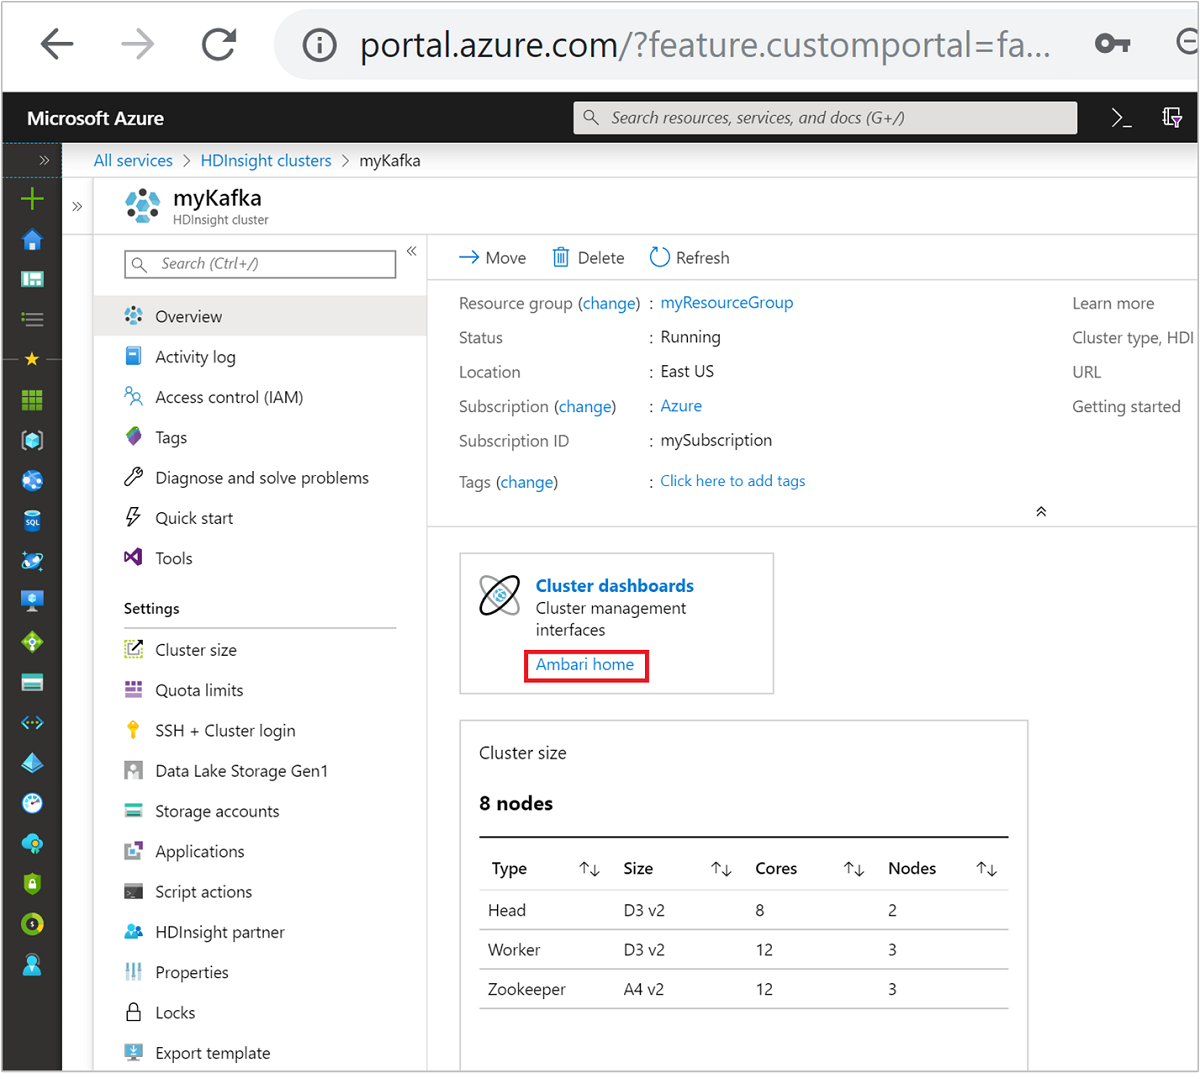 portal.azure.com/?feature.customportal=fa...
Microsoft Azure
Search resources, services, and docs (G+/)
All services > HDInsight clusters > myKafka
myKafka
HDInsight cluster
Search (Ctrl+/)
Overview
Activity log
Access control (IAM)
Tags
Diagnose and solve problems
Quick start
Tools
Settings
Cluster size
Quota limits
SSH + Cluster login
Data Lake Storage Gen1
Storage accounts
Applications
Script actions
HDInsight partner
Properties
Locks
Export template
Move Delete Refresh
Resource group (change) : myResourceGroup
Status : Running
Location : East US
Subscription (change) : Azure
Subscription ID : mySubscription
Tags (change) : Click here to add tags
Learn more
Cluster type, HDI
URL
Getting started
Cluster dashboards
Cluster management
interfaces
Ambari home
Cluster size
8 nodes
Type Size Cores Nodes
Head D3 v2 8 2
Worker D3 v2 12 3
Zookeeper A4 v2 12 3
SQL